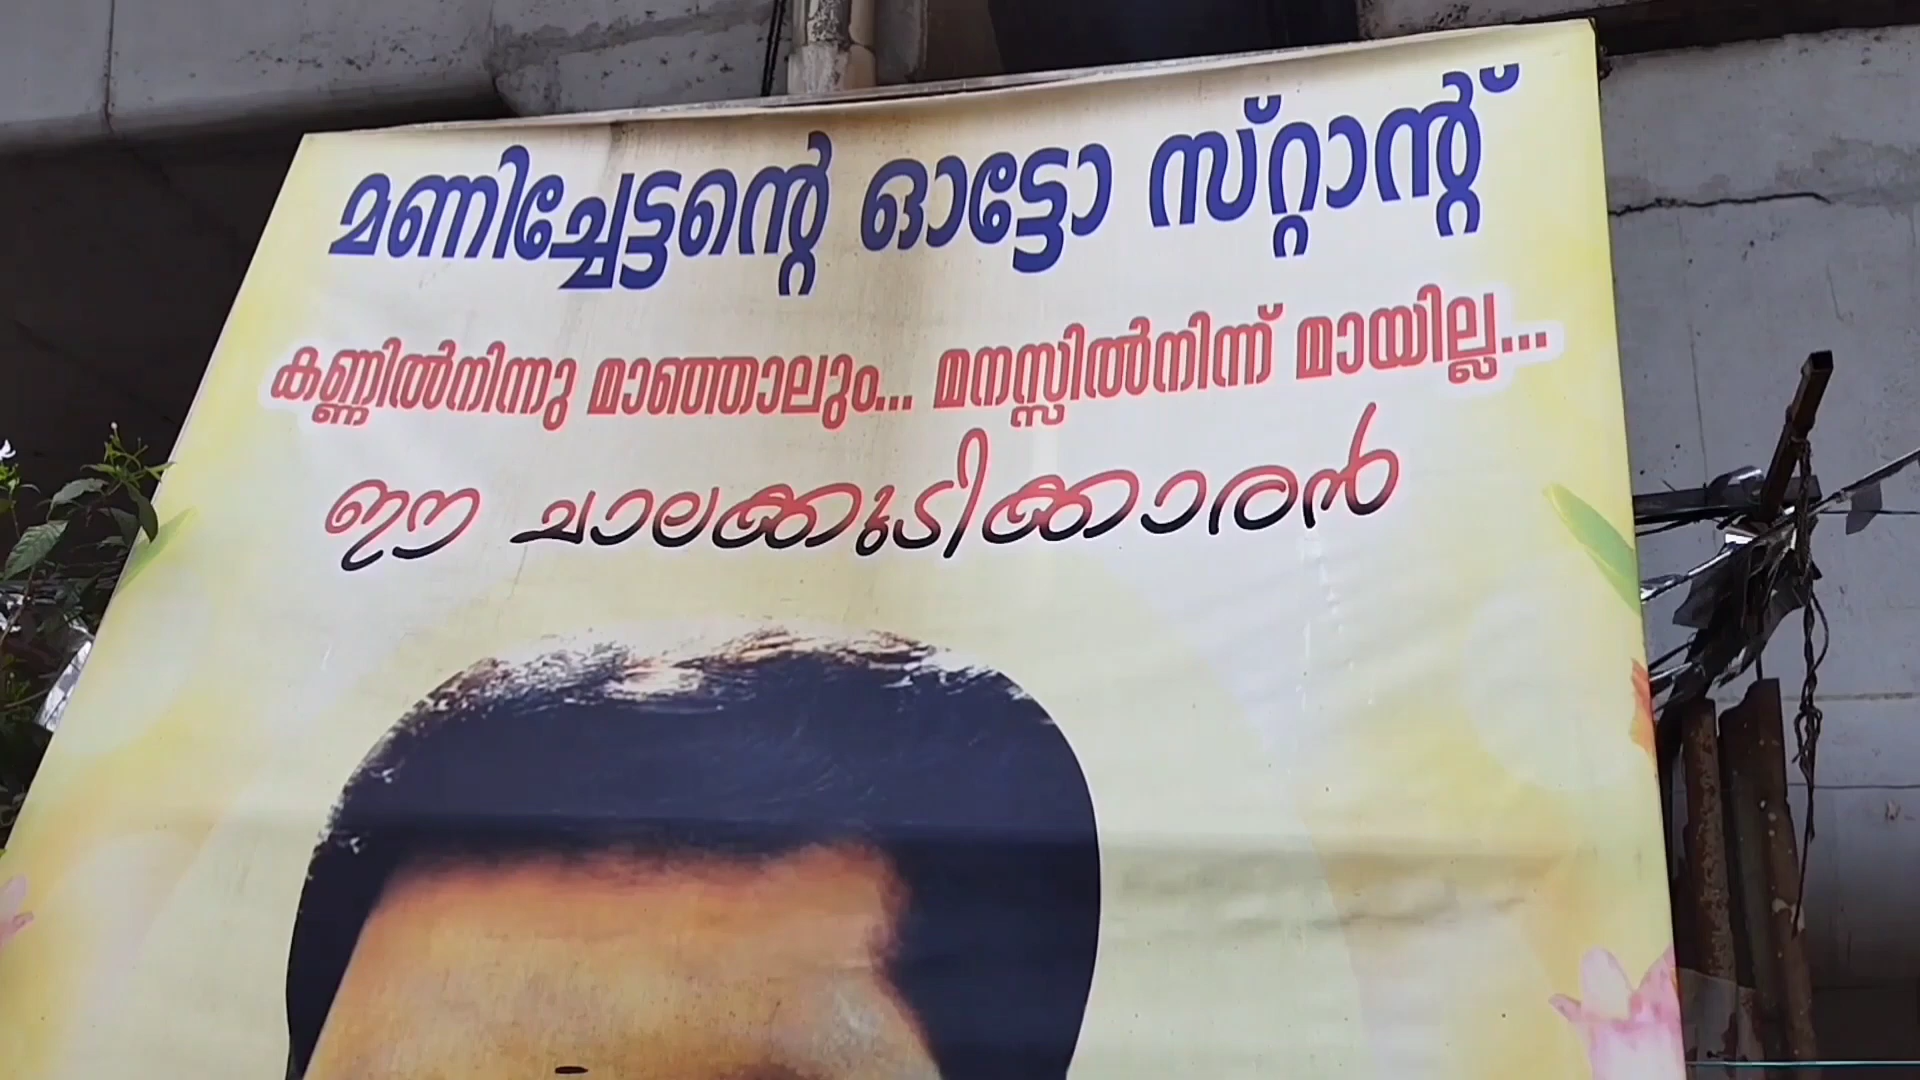 മണിച്ചേട്ടന്റെ ഓട്ടോ സ്റ്റാന്റ്
കണ്ണിൽനിന്നു മാഞ്ഞാലും... മനസ്സിൽനിന്ന് മായില്ല...
ഈ ചാലക്കുടിക്കാരൻ